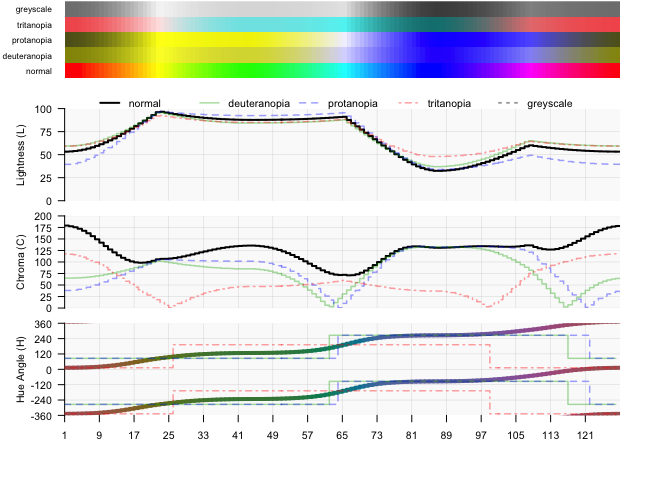 greyscale
tritanopia
protanopia
deuteranopia
normal
normal deuteranopia protanopia tritanopia greyscale
Lightness (L)
100
75
50
25
0
Chroma (C)
200
175
150
125
100
75
50
25
0
Hue Angle (H)
360
240
120
0
-120
-240
-360
1 9 17 25 33 41 49 57 65 73 81 89 97 105 113 121